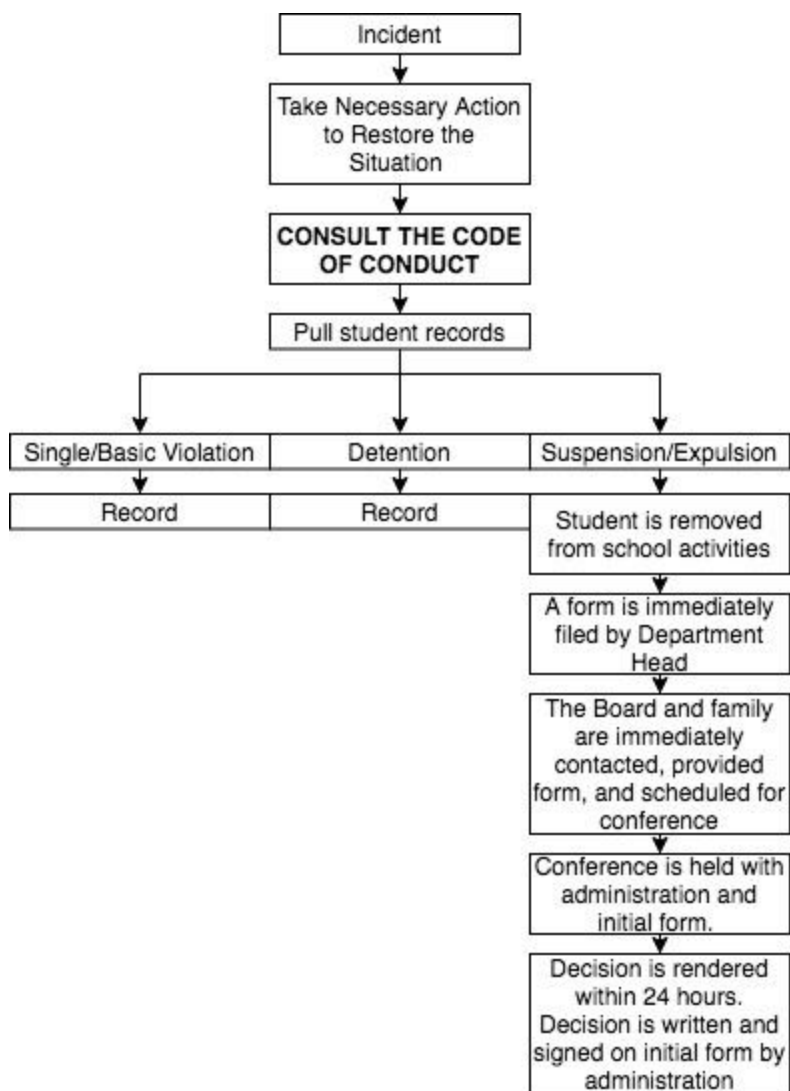 Incident
Take Necessary Action
to Restore the
Situation
CONSULT THE CODE
OF CONDUCT
Pull student records
Single/Basic Violation
Detention
Suspension/Expulsion
Record
Record
Student is removed
from school activities
A form is immediately
filed by Department
Head
The Board and family
are immediately
contacted, provided
form, and scheduled for
conference
Conference is held with
administration and
initial form.
Decision is rendered
within 24 hours.
Decision is written and
signed on initial form by
administration